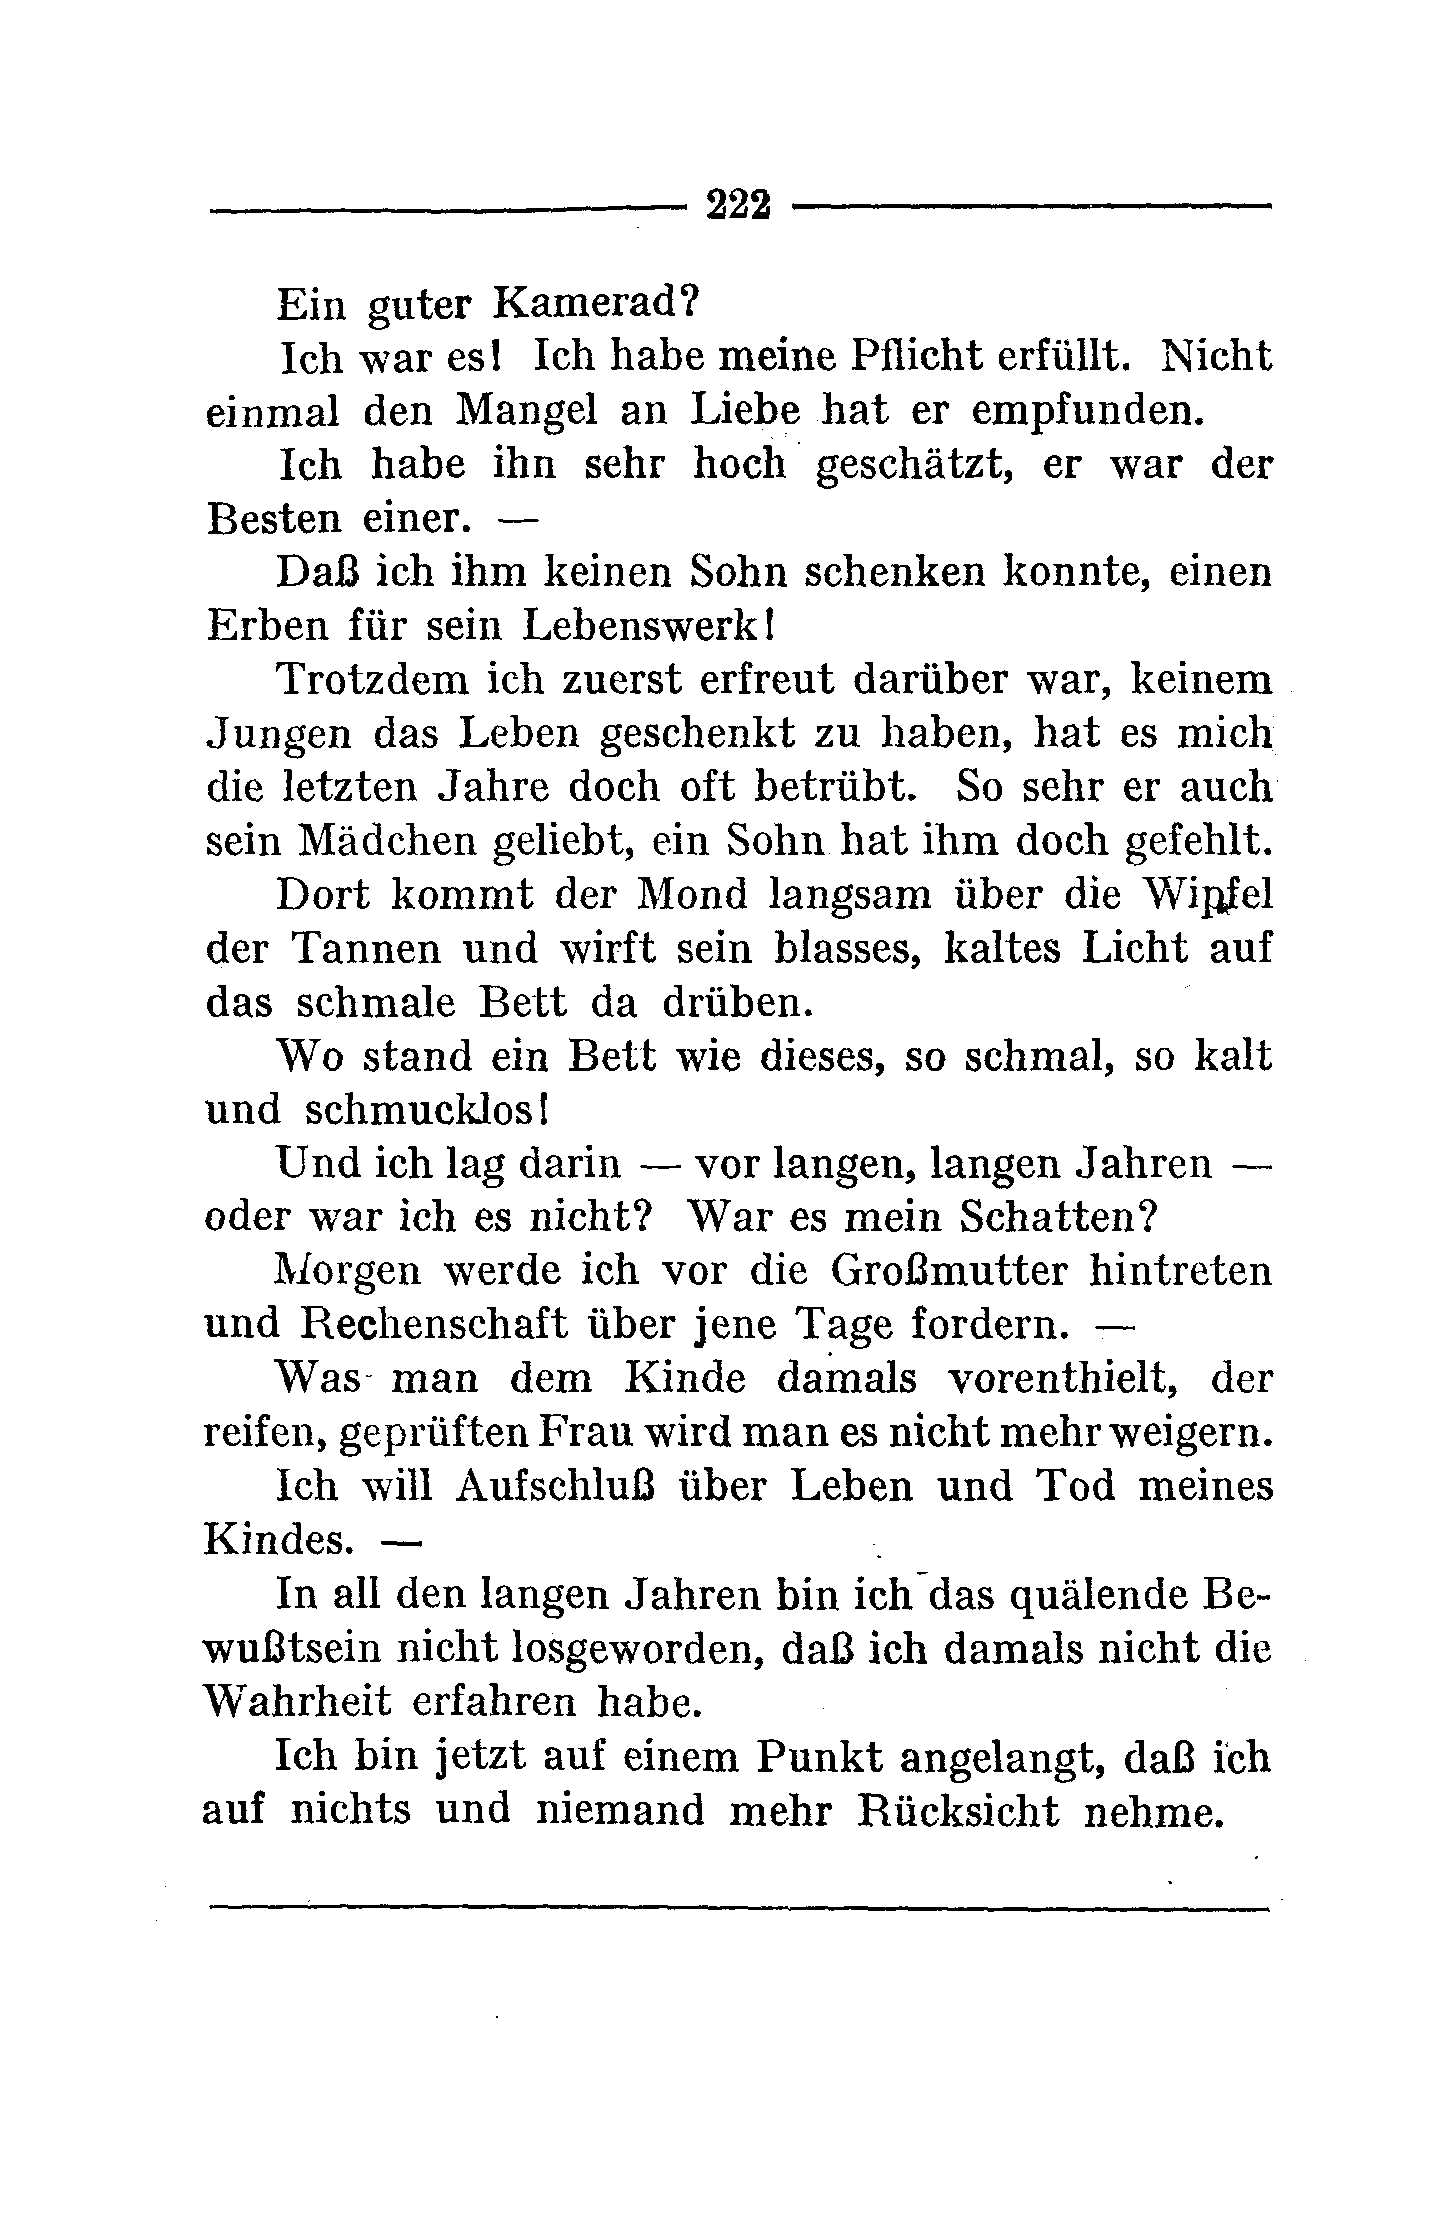 222
Ein guter Kamerad?
Ich war es! Ich habe meine Pflicht erfüllt. Nicht
einmal den Mangel an Liebe hat er empfunden.
Ich habe ihn sehr hoch geschätzt, er war der
Besten einer. —
Daß ich ihm keinen Sohn schenken konnte, einen
Erben für sein Lebenswerk!
Trotzdem ich zuerst erfreut darüber war, keinem
Jungen das Leben geschenkt zu haben, hat es mich
die letzten Jahre doch oft betrübt. So sehr er auch
sein Mädchen geliebt, ein Sohn hat ihm doch gefehlt.
Dort kommt der Mond langsam über die Wipfel
der Tannen und wirft sein blasses, kaltes Licht auf
das schmale Bett da drüben.
Wo stand ein Bett wie dieses, so schmal, so kalt
und schmucklos!
Und ich lag darin — vor langen, langen Jahren —
oder war ich es nicht? War es mein Schatten?
Morgen werde ich vor die Großmutter hintreten
und Rechenschaft über jene Tage fordern. —
Was man dem Kinde damals vorenthielt, der
reifen, geprüften Frau wird man es nicht mehr weigern.
Ich will Aufschluß über Leben und Tod meines
Kindes. —
In all den langen Jahren bin ich das quälende Be-
wußtsein nicht losgeworden, daß ich damals nicht die
Wahrheit erfahren habe.
Ich bin jetzt auf einem Punkt angelangt, daß ich
auf nichts und niemand mehr Rücksicht nehme.